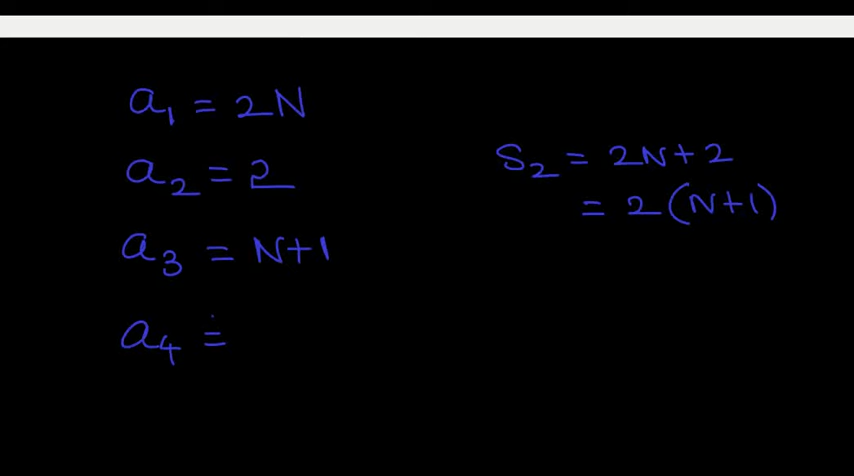 a₁ = 2N
a₂ = 2
a₃ = N+1
a₄ =
S₂ = 2N+2
= 2(N+1)